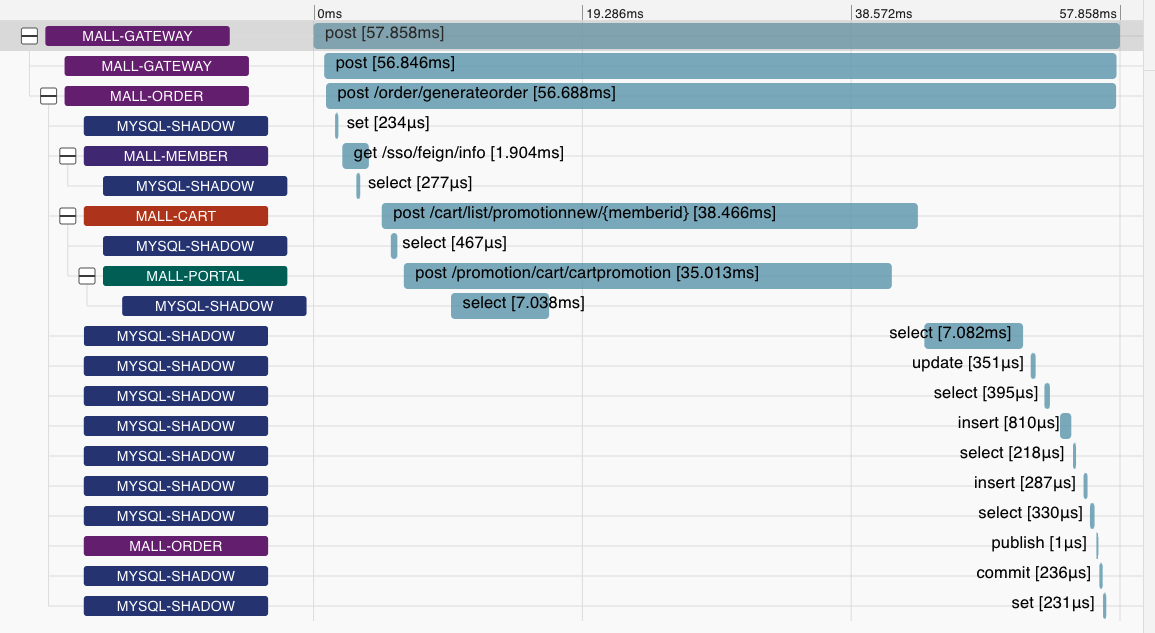 0ms 19.286ms 38.572ms 57.858ms
MALL-GATEWAY post [57.858ms]
MALL-GATEWAY post [56.846ms]
MALL-ORDER post /order/generateorder [56.688ms]
MYSQL-SHADOW set [234µs]
MALL-MEMBER get /sso/feign/info [1.904ms]
MYSQL-SHADOW select [277µs]
MALL-CART post /cart/list/promotionnew/{memberid} [38.466ms]
MYSQL-SHADOW select [467µs]
MALL-PORTAL post /promotion/cart/cartpromotion [35.013ms]
MYSQL-SHADOW select [7.038ms]
MYSQL-SHADOW select [7.082ms]
MYSQL-SHADOW update [351µs]
MYSQL-SHADOW select [395µs]
MYSQL-SHADOW insert [810µs]
MYSQL-SHADOW select [218µs]
MYSQL-SHADOW insert [287µs]
MYSQL-SHADOW select [330µs]
MALL-ORDER publish [1µs]
MYSQL-SHADOW commit [236µs]
MYSQL-SHADOW set [231µs]